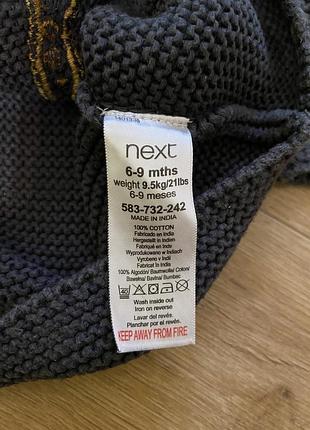 next
6-9 mths
weight 9.5kg/21lbs
6-9 meses
583-732-242
MADE IN INDIA
100% COTTON
Fabricado en India
Hergestellt in Indien
Fabriqué en Inde
Wyprodukowano w Indiach
Vyrobeno v Indii
Fabricat în India
100% Algodón/ Baumwolle/ Coton/
Bawełna/ Bavlna/ Bumbac
40
Wash inside out
Iron on reverse
Lavar del revés.
Planchar por el revés.
KEEP AWAY FROM FIRE